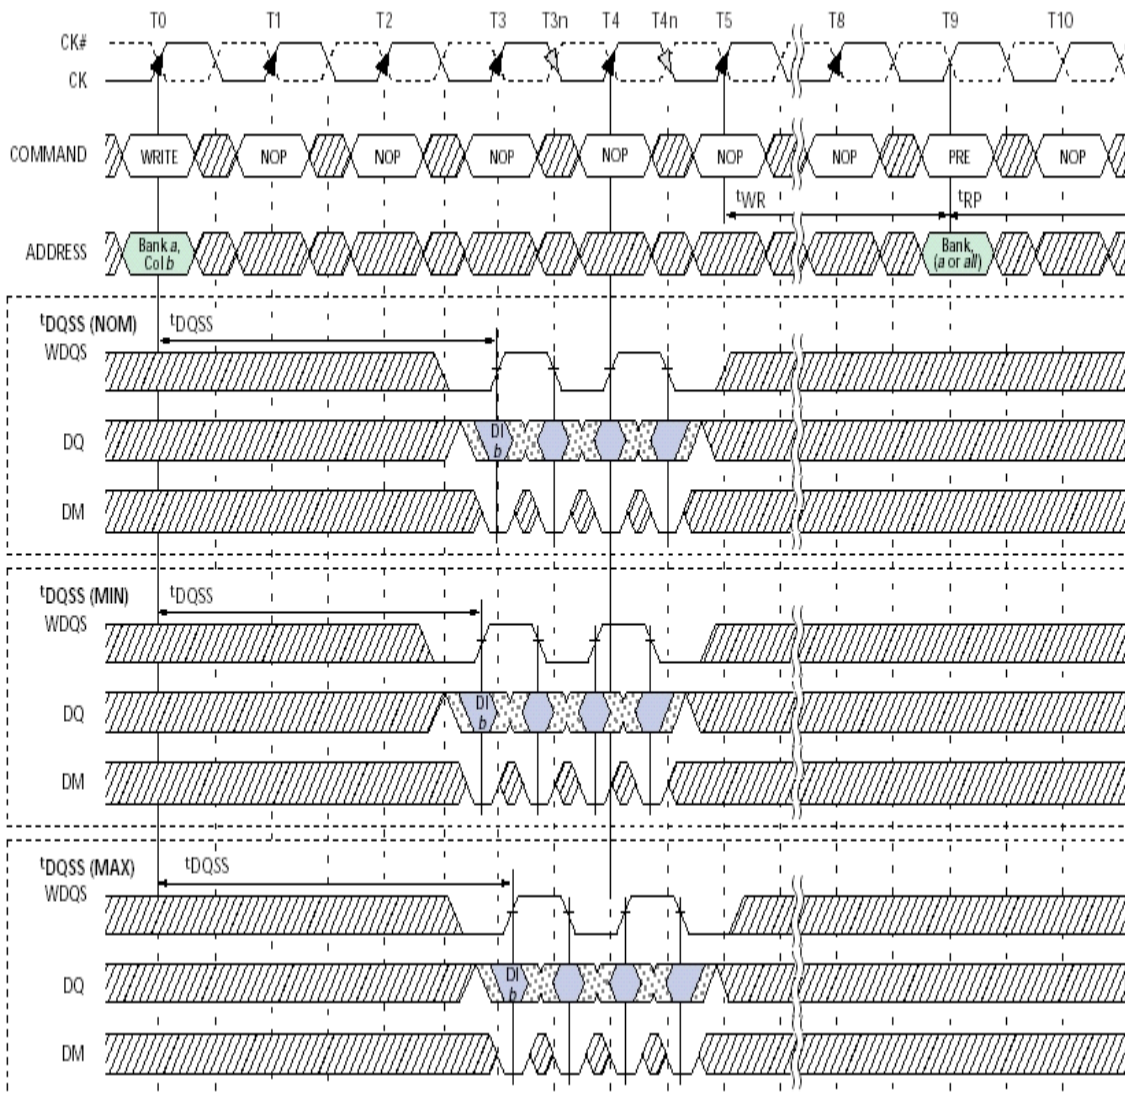 T0 T1 T2 T3 T3n T4 T4n T5 T8 T9 T10
CK#
CK
COMMAND WRITE NOP NOP NOP NOP NOP NOP PRE NOP
tWR tRP
ADDRESS Bank a, Col b Bank, (a or all)
tDQSS (NOM) tDQSS
WDQS
DQ DI b
DM
tDQSS (MIN) tDQSS
WDQS
DQ DI b
DM
tDQSS (MAX) tDQSS
WDQS
DQ DI b
DM